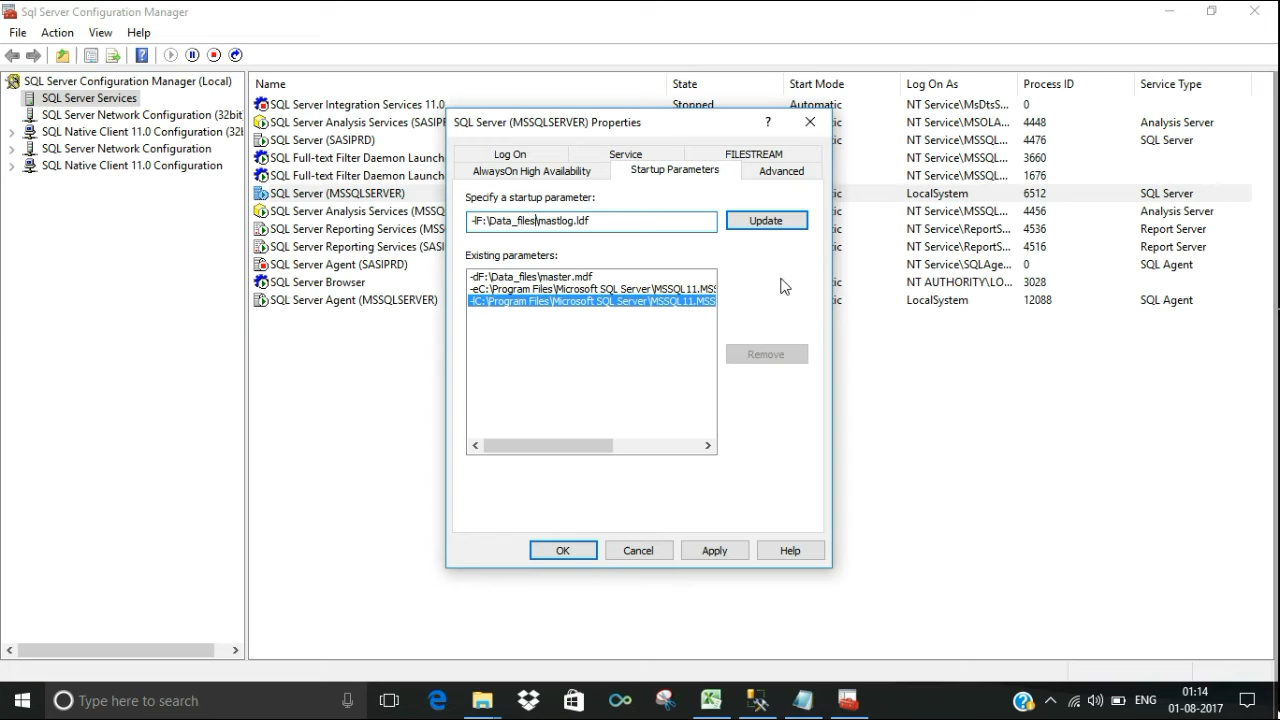 Sql Server Configuration Manager
File Action View Help
SQL Server Configuration Manager (Local)
SQL Server Services
SQL Server Network Configuration (32bit
SQL Native Client 11.0 Configuration (32b
SQL Server Network Configuration
SQL Native Client 11.0 Configuration
Name State Start Mode Log On As Process ID Service Type
SQL Server Integration Services 11.0 Stopped Automatic NT Service\MsDtsS... 0
SQL Server Analysis Services (SASIPR NT Service\MSOLA... 4448 Analysis Server
SQL Server (SASIPRD) NT Service\MSSQL... 4476 SQL Server
SQL Full-text Filter Daemon Launch NT Service\MSSQL... 3660
SQL Full-text Filter Daemon Launch NT Service\MSSQL... 1676
SQL Server (MSSQLSERVER) LocalSystem 6512 SQL Server
SQL Server Analysis Services (MSSQ NT Service\MSSQL... 4456 Analysis Server
SQL Server Reporting Services (MSSQ NT Service\ReportS... 4536 Report Server
SQL Server Reporting Services (SASI NT Service\ReportS... 4516 Report Server
SQL Server Agent (SASIPRD) NT Service\SQLAge... 0 SQL Agent
SQL Server Browser NT AUTHORITY\LO... 3028
SQL Server Agent (MSSQLSERVER) LocalSystem 12088 SQL Agent
SQL Server (MSSQLSERVER) Properties ?
Log On Service FILESTREAM
AlwaysOn High Availability Startup Parameters Advanced
Specify a startup parameter:
-lF:\Data_files\mastlog.ldf Update
Existing parameters:
-dF:\Data_files\master.mdf
-eC:\Program Files\Microsoft SQL Server\MSSQL11.MSS
-lC:\Program Files\Microsoft SQL Server\MSSQL11.MSS
Remove
OK Cancel Apply Help
Type here to search
ENG
01:14
01-08-2017